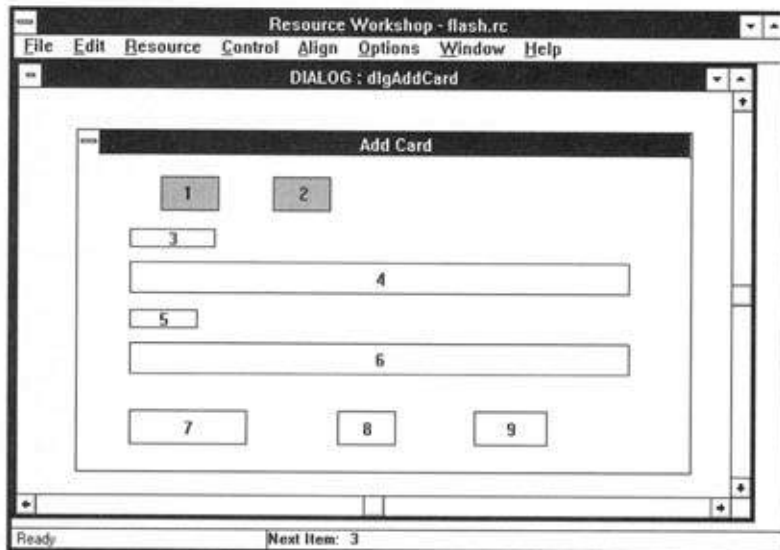 Resource Workshop - flash.rc
File Edit Resource Control Align Options Window Help
DIALOG : dlgAddCard
Add Card
1 2
3
4
5
6
7 8 9
Ready Next Item: 3